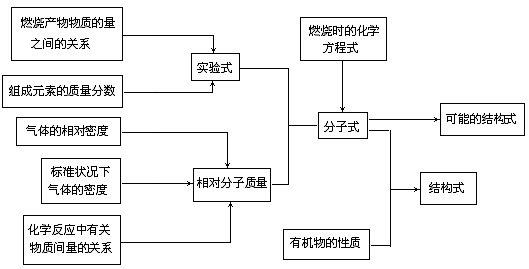 燃烧产物物质的量
之间的关系
燃烧时的化学
方程式
实验式
组成元素的质量分数
可能的结构式
分子式
气体的相对密度
标准状况下
气体的密度
相对分子质量
结构式
化学反应中有关
物质间量的关系
有机物的性质